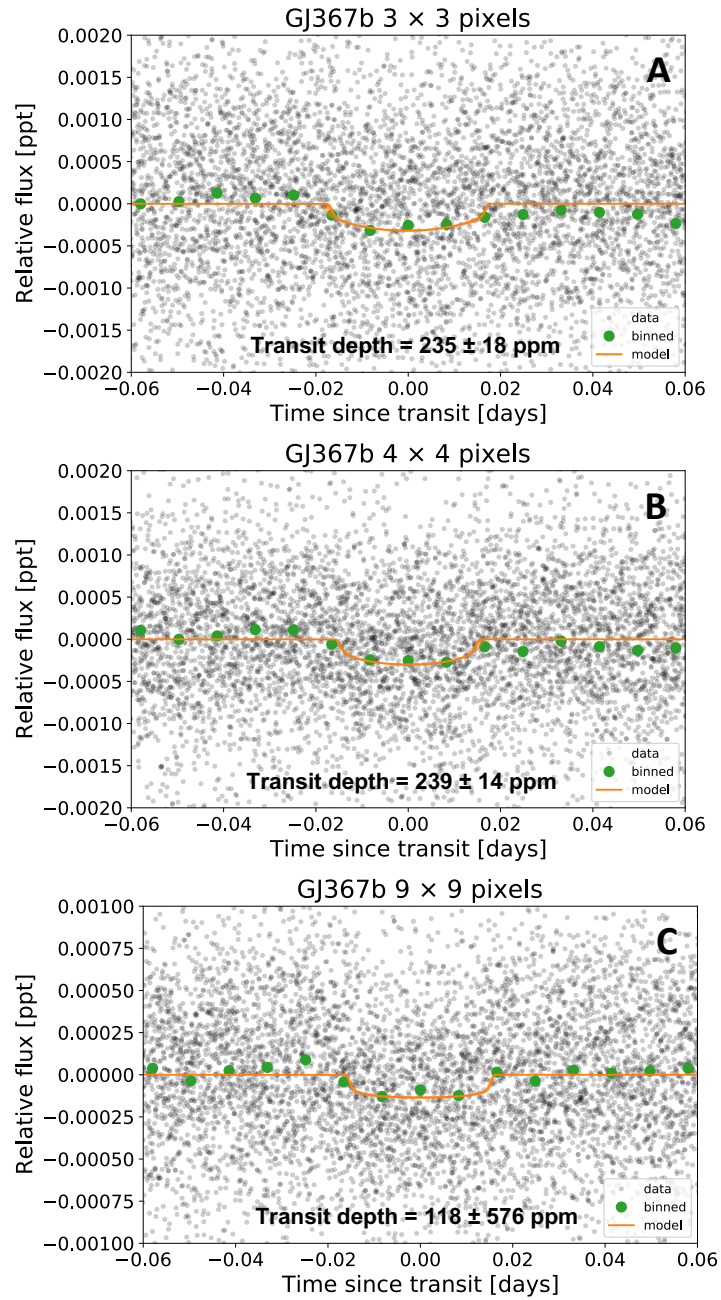 GJ367b 3 × 3 pixels
A
0.0020
0.0015
0.0010
0.0005
0.0000
−0.0005
−0.0010
−0.0015
−0.0020
Relative flux [ppt]
data
binned
model
Transit depth = 235 ± 18 ppm
−0.06 −0.04 −0.02 0.00 0.02 0.04 0.06
Time since transit [days]
GJ367b 4 × 4 pixels
B
0.0020
0.0015
0.0010
0.0005
0.0000
−0.0005
−0.0010
−0.0015
−0.0020
Relative flux [ppt]
data
binned
model
Transit depth = 239 ± 14 ppm
−0.06 −0.04 −0.02 0.00 0.02 0.04 0.06
Time since transit [days]
GJ367b 9 × 9 pixels
C
0.00100
0.00075
0.00050
0.00025
0.00000
−0.00025
−0.00050
−0.00075
−0.00100
Relative flux [ppt]
data
binned
model
Transit depth = 118 ± 576 ppm
−0.06 −0.04 −0.02 0.00 0.02 0.04 0.06
Time since transit [days]